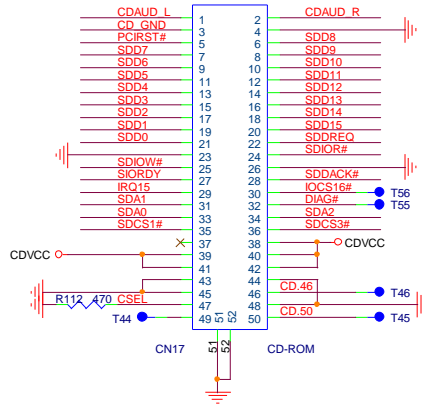 CDAUD_L 1 2 CDAUD_R
CD_GND 3 4
PCIRST# 5 6 SDD8
SDD7 7 8 SDD9
SDD6 9 10 SDD10
SDD5 11 12 SDD11
SDD4 13 14 SDD12
SDD3 15 16 SDD13
SDD2 17 18 SDD14
SDD1 19 20 SDD15
SDD0 21 22 SDDREQ
23 24 SDIOR#
SDIOW# 25 26
SIORDY 27 28 SDDACK#
IRQ15 29 30 IOCS16# T56
SDA1 31 32 DIAG# T55
SDA0 33 34 SDA2
SDCS1# 35 36 SDCS3#
37 38 CDVCC
CDVCC 39 40
41 42
43 44
45 46 CD.46 T46
R112 470 CSEL 47 48
T44 49 50 CD.50 T45
51 52
CN17 51 52 CD-ROM